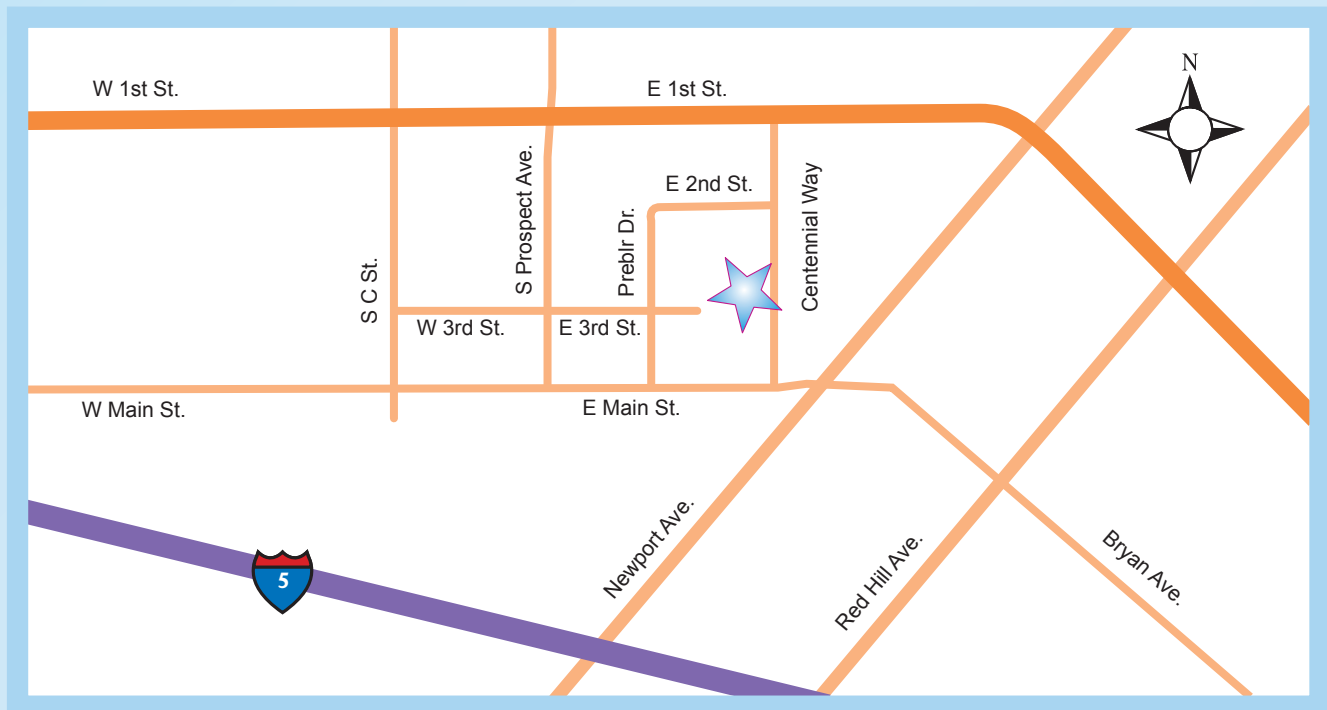 N
W 1st St.
E 1st St.
S Prospect Ave.
E 2nd St.
Centennial Way
Preblr Dr.
S C St.
W 3rd St.
E 3rd St.
W Main St.
E Main St.
Newport Ave.
Red Hill Ave.
Bryan Ave.
5